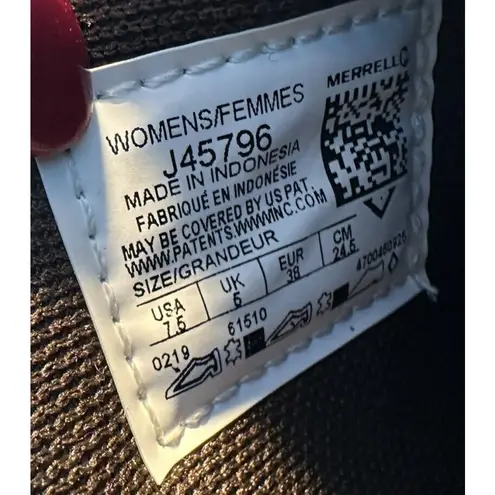 MERRELL
WOMENS/FEMMES
J45796
MADE IN INDONESIA
FABRIQUÉ EN INDONÉSIE
MAY BE COVERED BY US PAT.
WWW.PATENTS.WWWINC.COM
SIZE/GRANDEUR
USA UK EUR CM
7.5 5 38 24.5
0219 61510 4700460926